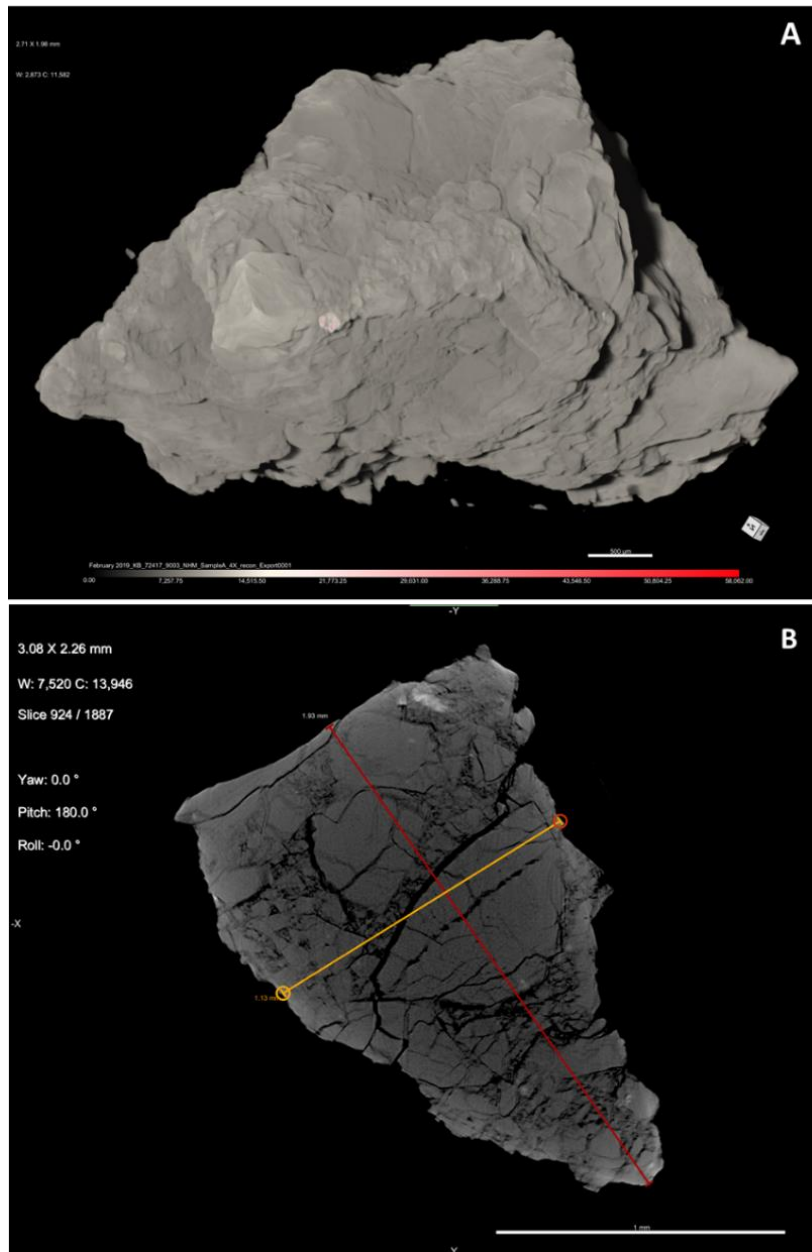 A
2.71 X 1.98 mm
W: 2,873 C: 11,582
500 µm
February 2019_KB_72417_9003_NHM_SampleA_4X_recon_Export0001
0.00 7,257.75 14,515.50 21,773.25 29,031.00 36,288.75 43,546.50 50,804.25 58,062.00
-Y
B
3.08 X 2.26 mm
W: 7,520 C: 13,946
Slice 924 / 1887
1.93 mm
Yaw: 0.0 °
Pitch: 180.0 °
Roll: -0.0 °
-X
1.13 mm
1 mm
Y